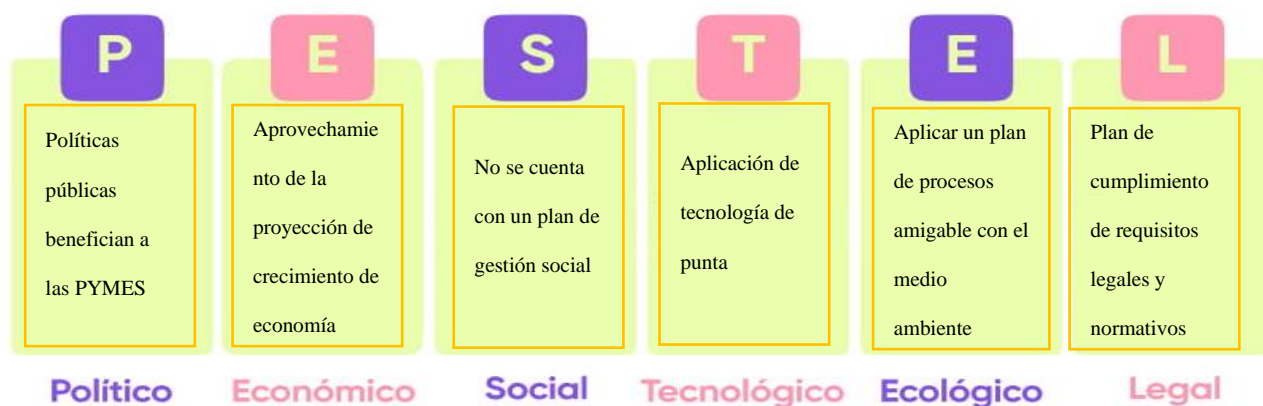 P
Políticas
públicas
benefician a
las PYMES
Político
E
Aprovechamie
nto de la
proyección de
crecimiento de
economía
Económico
S
No se cuenta
con un plan de
gestión social
Social
T
Aplicación de
tecnología de
punta
Tecnológico
E
Aplicar un plan
de procesos
amigable con el
medio
ambiente
Ecológico
L
Plan de
cumplimiento
de requisitos
legales y
normativos
Legal